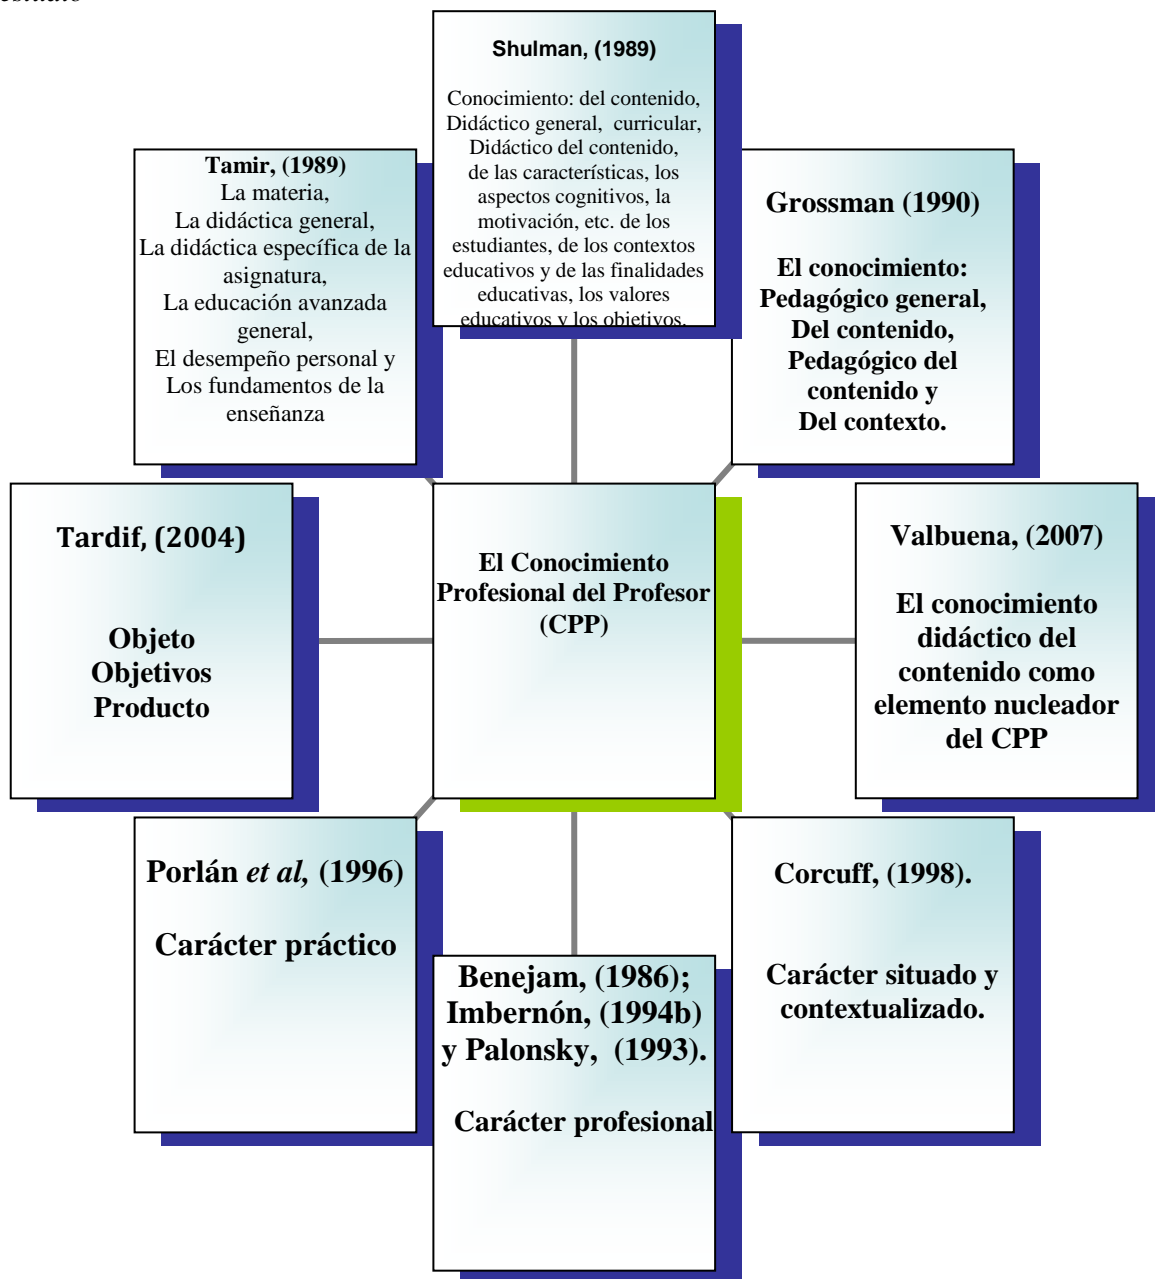 Shulman, (1989)
Conocimiento: del contenido,
Didáctico general, curricular,
Didáctico del contenido,
de las características, los
aspectos cognitivos, la
motivación, etc. de los
estudiantes, de los contextos
educativos y de las finalidades
educativas, los valores
educativos y los objetivos.
Tamir, (1989)
La materia,
La didáctica general,
La didáctica específica de la
asignatura,
La educación avanzada
general,
El desempeño personal y
Los fundamentos de la
enseñanza
Grossman (1990)
El conocimiento:
Pedagógico general,
Del contenido,
Pedagógico del
contenido y
Del contexto.
Tardif, (2004)
Objeto
Objetivos
Producto
El Conocimiento
Profesional del Profesor
(CPP)
Valbuena, (2007)
El conocimiento
didáctico del
contenido como
elemento nucleador
del CPP
Porlán et al, (1996)
Carácter práctico
Benejam, (1986);
Imbernón, (1994b)
y Palonsky, (1993).
Carácter profesional
Corcuff, (1998).
Carácter situado y
contextualizado.